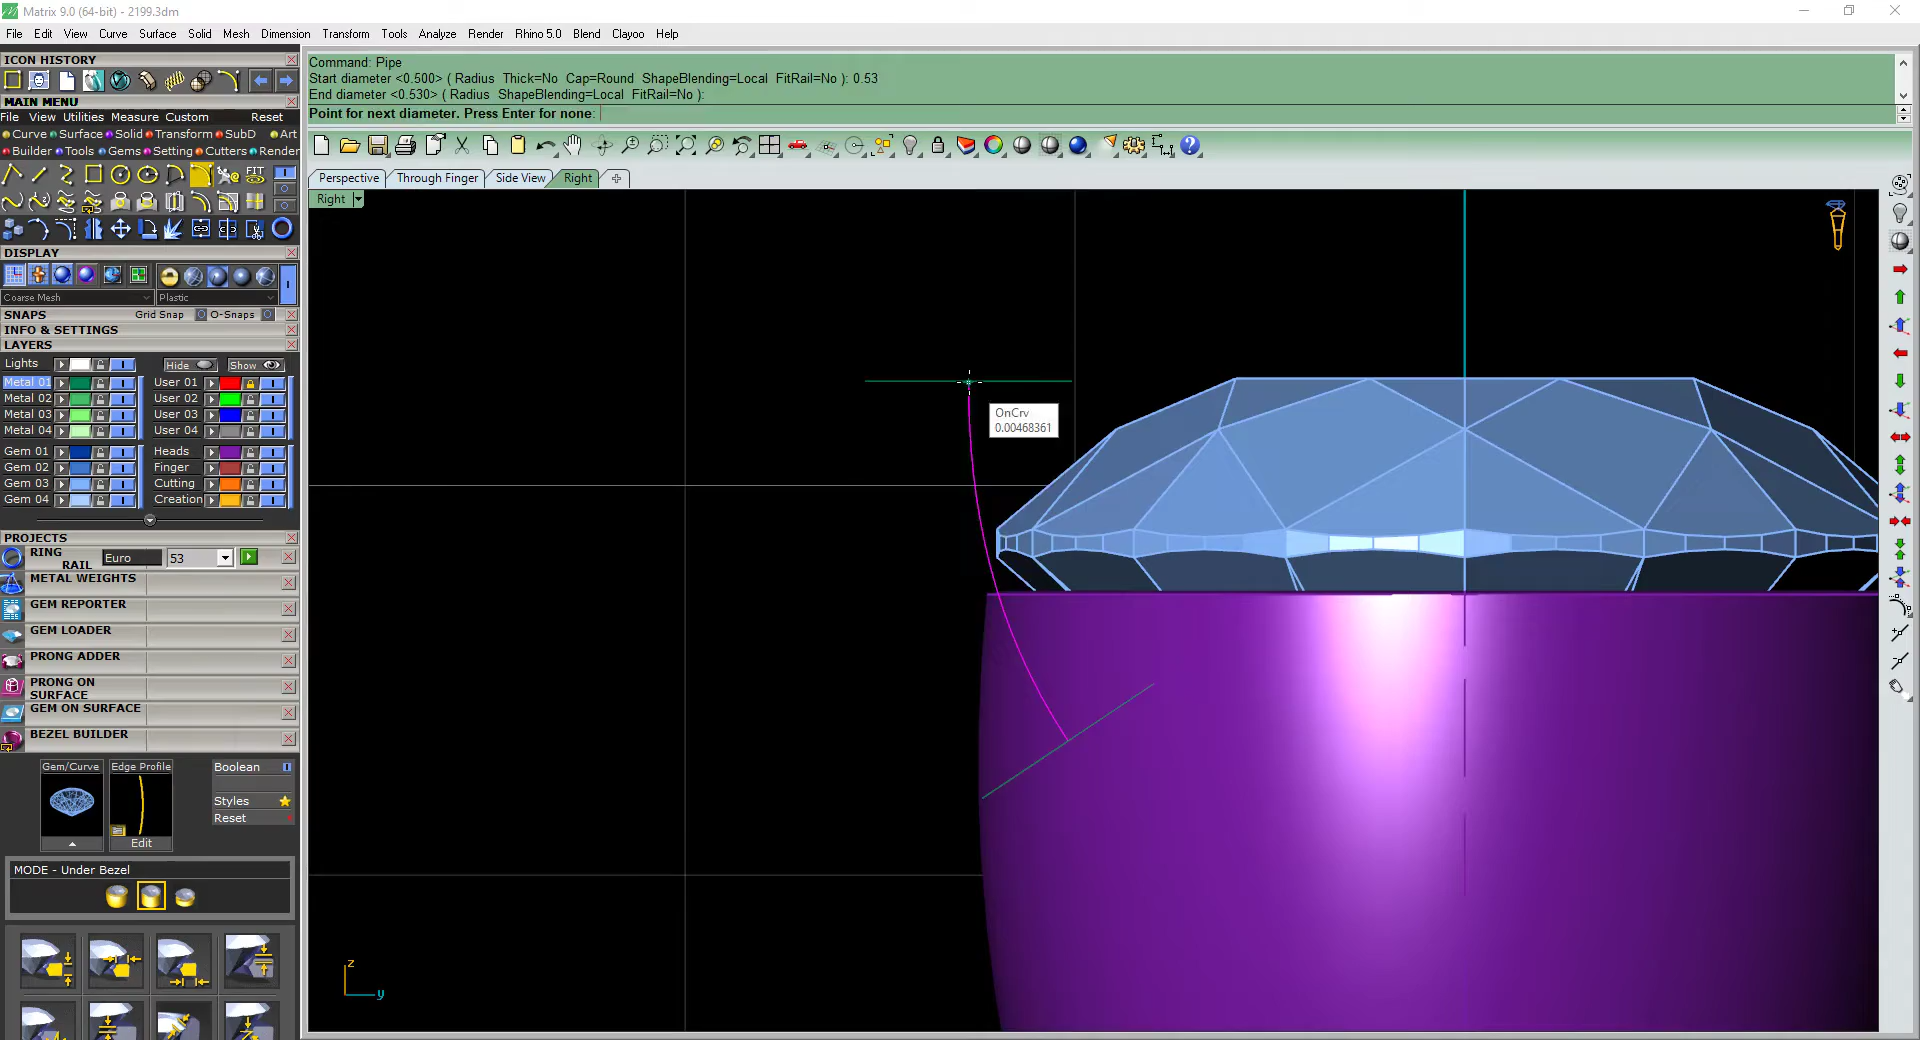 Matrix 9.0 (64-bit) - 2199.3dm
File Edit View Curve Surface Solid Mesh Dimension Transform Tools Analyze Render Rhino 5.0 Blend Clayoo Help
ICON HISTORY
MAIN MENU
File View Utilities Measure Custom Reset
Curve Surface Solid Transform SubD Art
Builder Tools Gems Setting Cutters Render
FIT
DISPLAY
Coarse Mesh Plastic
SNAPS Grid Snap O-Snaps
INFO & SETTINGS
LAYERS
Lights Hide Show
Metal 01 User 01
Metal 02 User 02
Metal 03 User 03
Metal 04 User 04
Gem 01 Heads
Gem 02 Finger
Gem 03 Cutting
Gem 04 Creation
PROJECTS
RING RAIL Euro 53
METAL WEIGHTS
GEM REPORTER
GEM LOADER
PRONG ADDER
PRONG ON
SURFACE
GEM ON SURFACE
BEZEL BUILDER
Gem/Curve Edge Profile Boolean
Styles
Reset
Edit
MODE - Under Bezel
Command: Pipe
Start diameter <0.500> ( Radius Thick=No Cap=Round ShapeBlending=Local FitRail=No ): 0.53
End diameter <0.530> ( Radius ShapeBlending=Local FitRail=No ):
Point for next diameter. Press Enter for none:
Perspective Through Finger Side View Right
Right
OnCrv
0.00468361
z
y